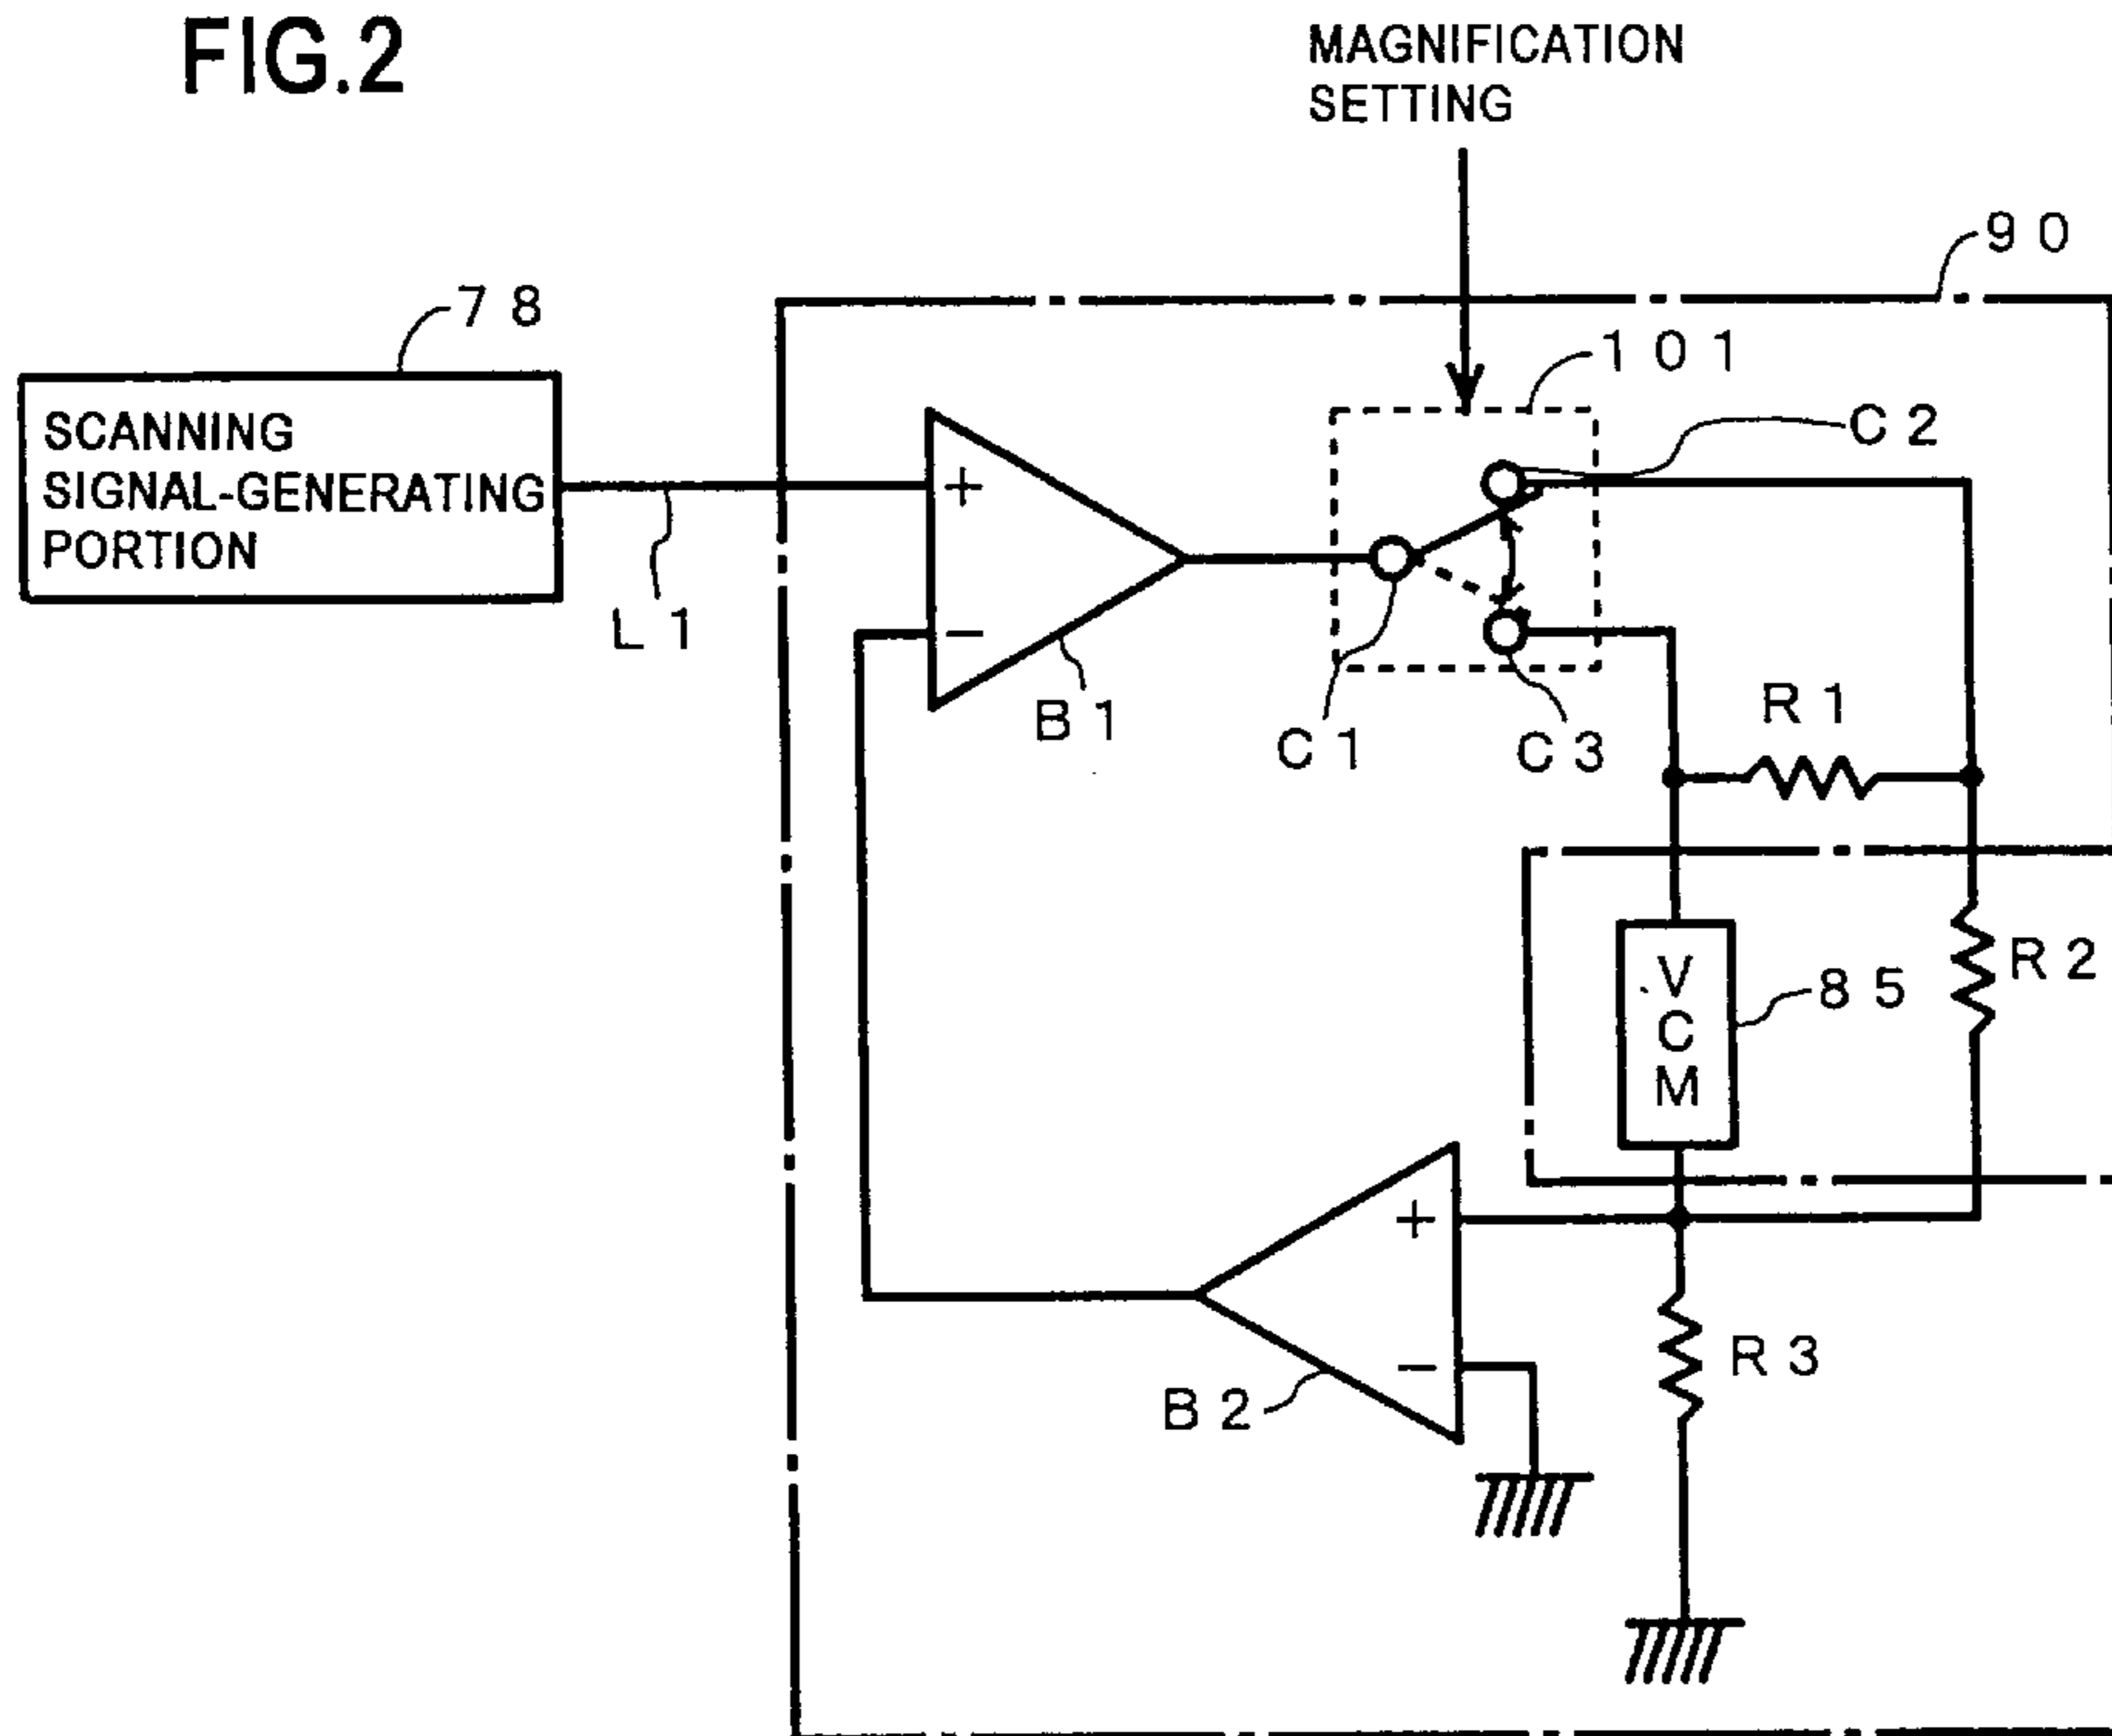 FIG.2
MAGNIFICATION
SETTING
90
78
101
C2
SCANNING
SIGNAL-GENERATING
PORTION
+
L1
−
B1
C1
C3
R1
V
C
M
85
R2
+
−
B2
R3